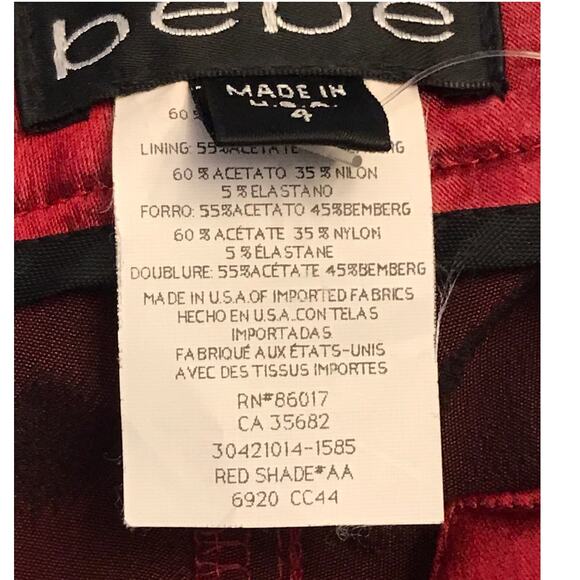 bebe
MADE IN
U.S.A.
4
60
LINING: 55%ACETATE
60 % ACETATO 35 % NILON
5 % ELASTANO
FORRO: 55%ACETATO 45%BEMBERG
60 % ACÉTATE 35 % NYLON
5 % ÉLASTANE
DOUBLURE: 55%ACÉTATE 45%BEMBERG
MADE IN U.S.A.OF IMPORTED FABRICS
HECHO EN U.S.A.CON TELAS
IMPORTADAS
FABRIQUÉ AUX ÉTATS-UNIS
AVEC DES TISSUS IMPORTES
RN#86017
CA 35682
30421014-1585
RED SHADE#AA
6920 CC44